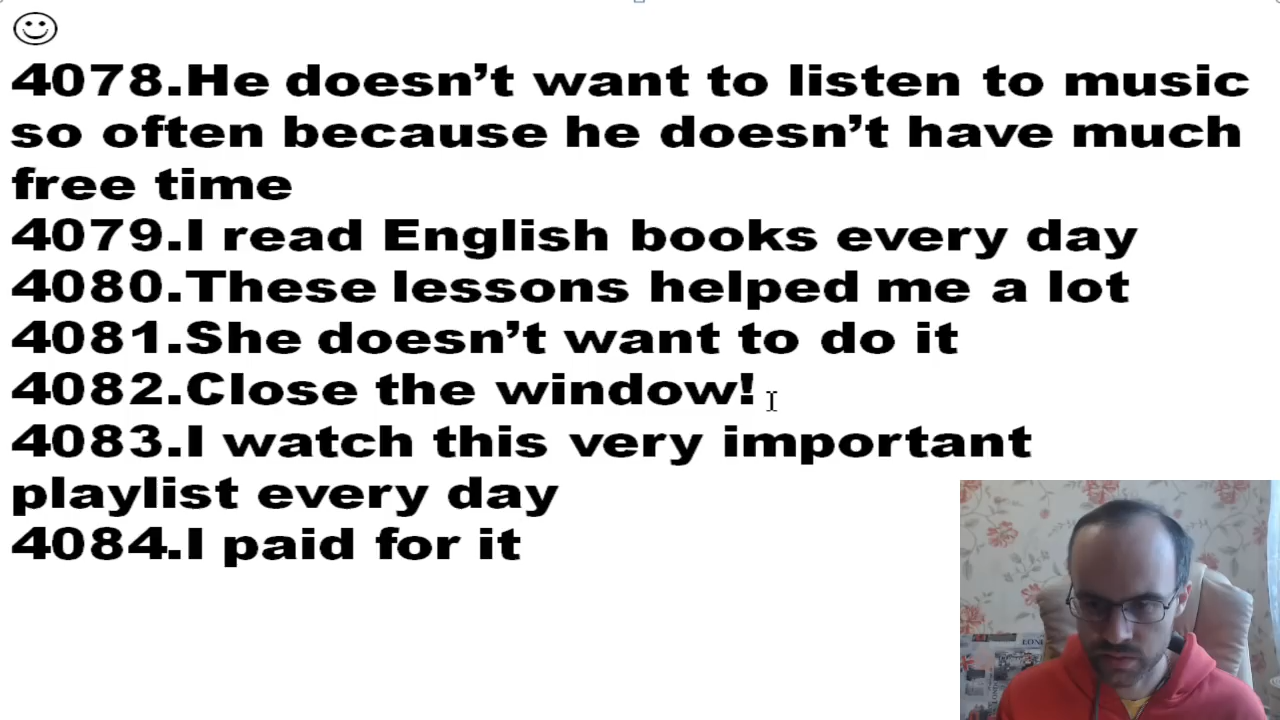 4078.He doesn’t want to listen to music
so often because he doesn’t have much
free time
4079.I read English books every day
4080.These lessons helped me a lot
4081.She doesn’t want to do it
4082.Close the window!
4083.I watch this very important
playlist every day
4084.I paid for it